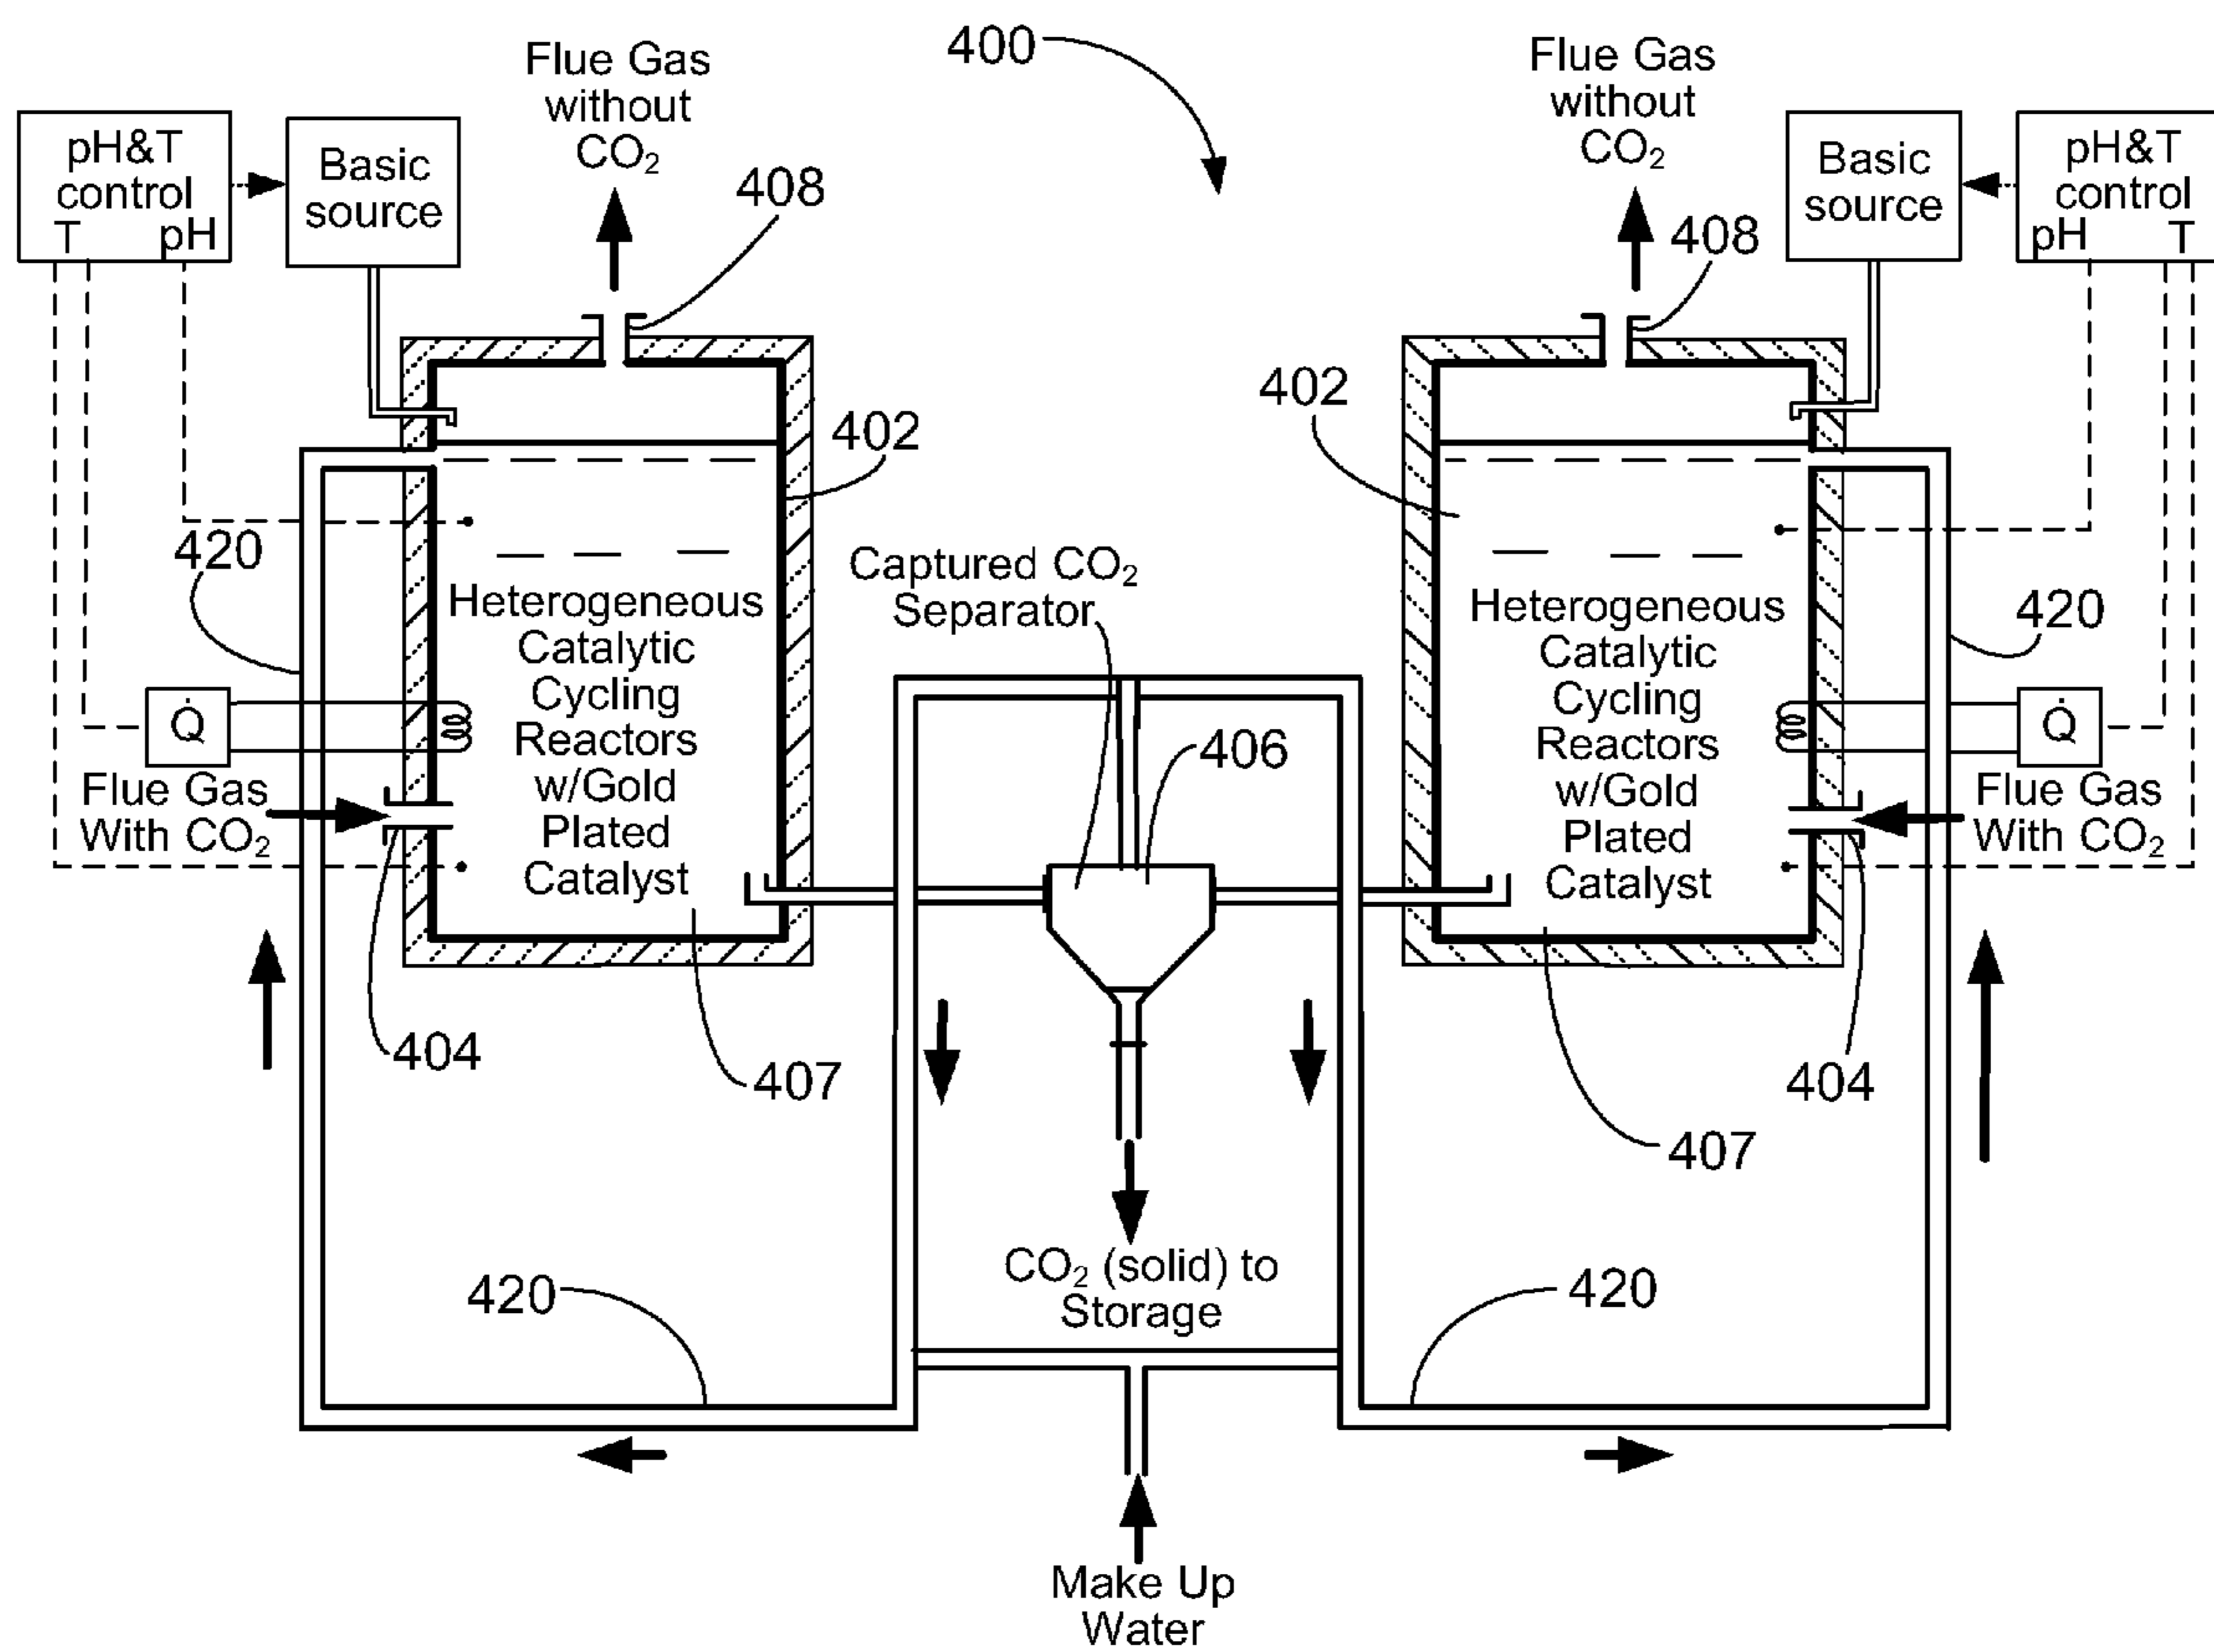 400
Flue Gas
without
CO₂
Flue Gas
without
CO₂
pH&T
control
T pH
Basic
source
408
408
Basic
source
pH&T
control
pH T
402
402
420
Captured CO₂
Separator
420
Heterogeneous
Catalytic
Cycling
Reactors
w/Gold
Plated
Catalyst
Heterogeneous
Catalytic
Cycling
Reactors
w/Gold
Plated
Catalyst
406
Q̇
Q̇
Flue Gas
With CO₂
Flue Gas
With CO₂
404
407
404
407
CO₂ (solid) to
Storage
420
420
Make Up
Water